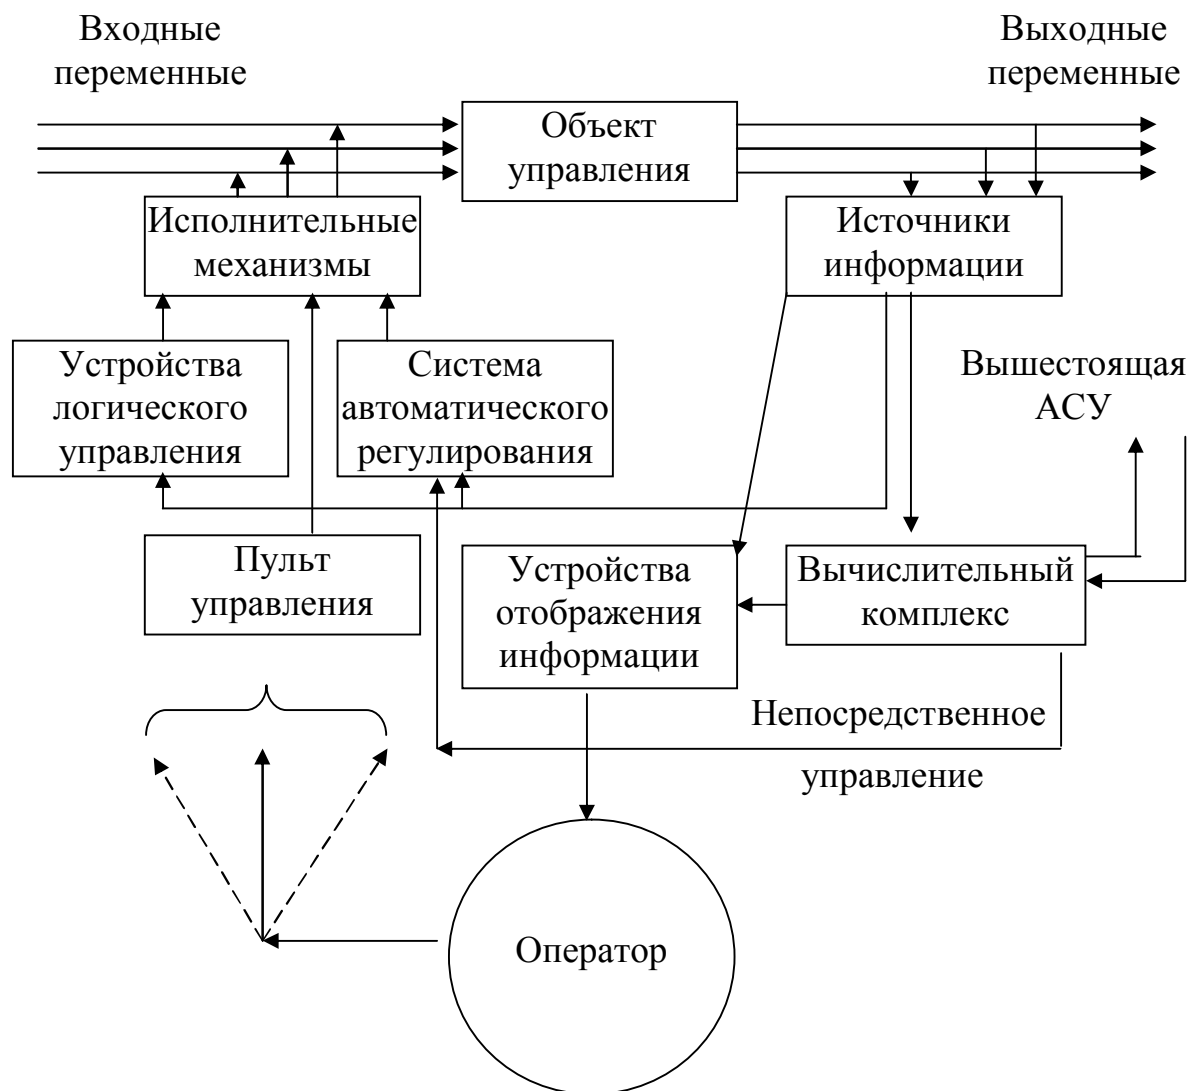 Входные
переменные
Выходные
переменные
Объект
управления
Исполнительные
механизмы
Источники
информации
Устройства
логического
управления
Система
автоматического
регулирования
Вышестоящая
АСУ
Пульт
управления
Устройства
отображения
информации
Вычислительный
комплекс
Непосредственное
управление
Оператор